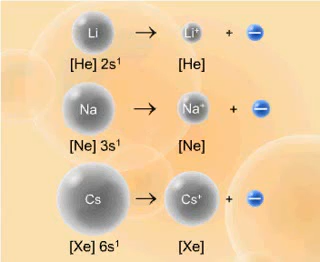 Li → Li⁺ + −
[He] 2s¹ [He]
Na → Na⁺ + −
[Ne] 3s¹ [Ne]
Cs → Cs⁺ + −
[Xe] 6s¹ [Xe]